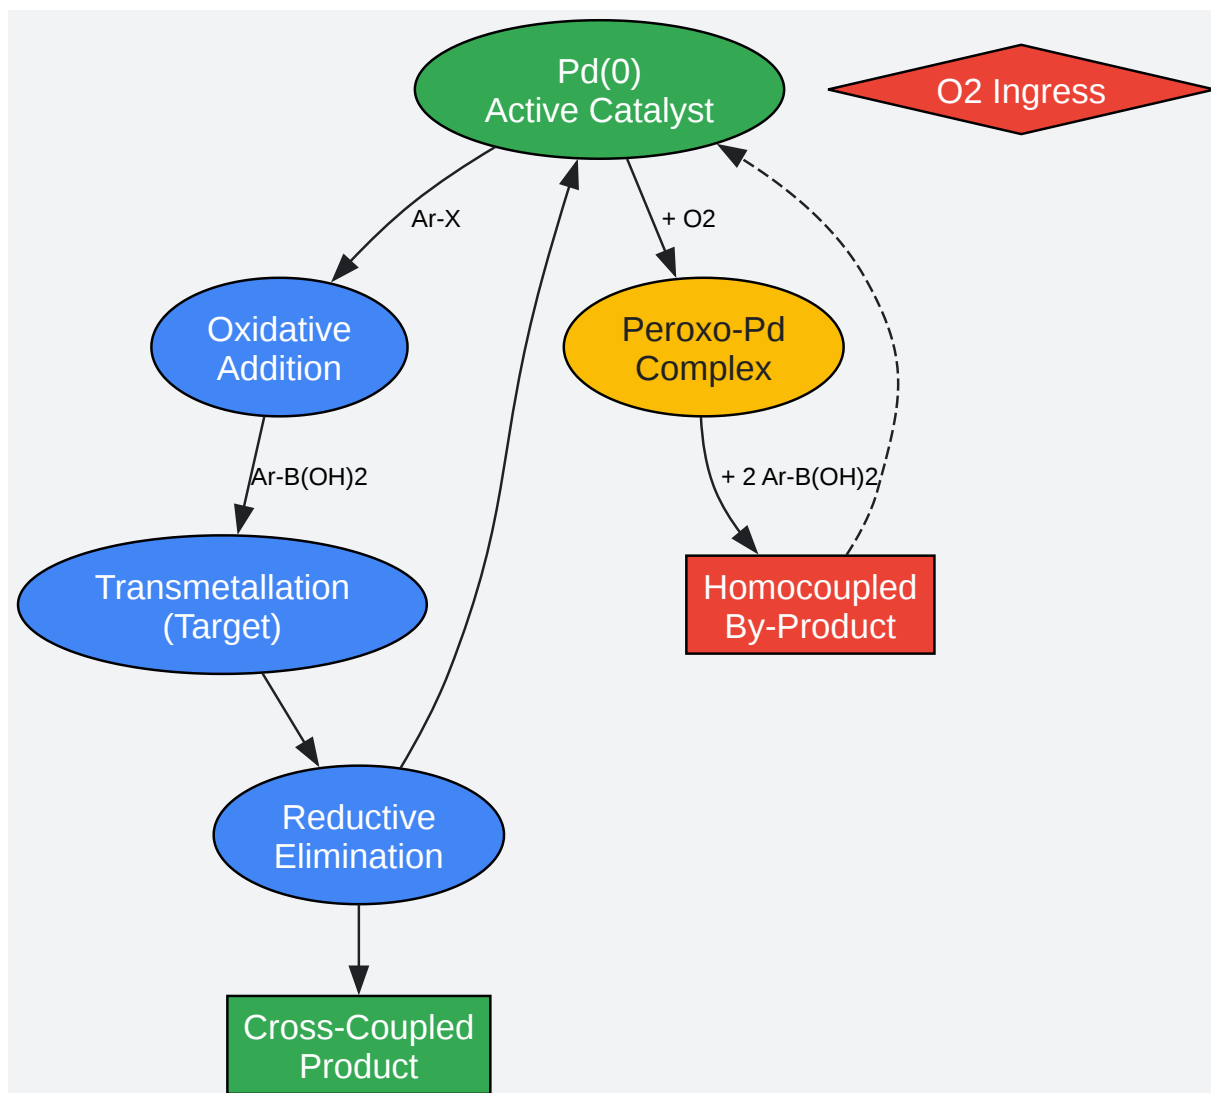 Pd(0)
Active Catalyst
O2 Ingress
Ar-X
+ O2
Oxidative
Addition
Peroxo-Pd
Complex
Ar-B(OH)2
+ 2 Ar-B(OH)2
Transmetallation
(Target)
Homocoupled
By-Product
Reductive
Elimination
Cross-Coupled
Product